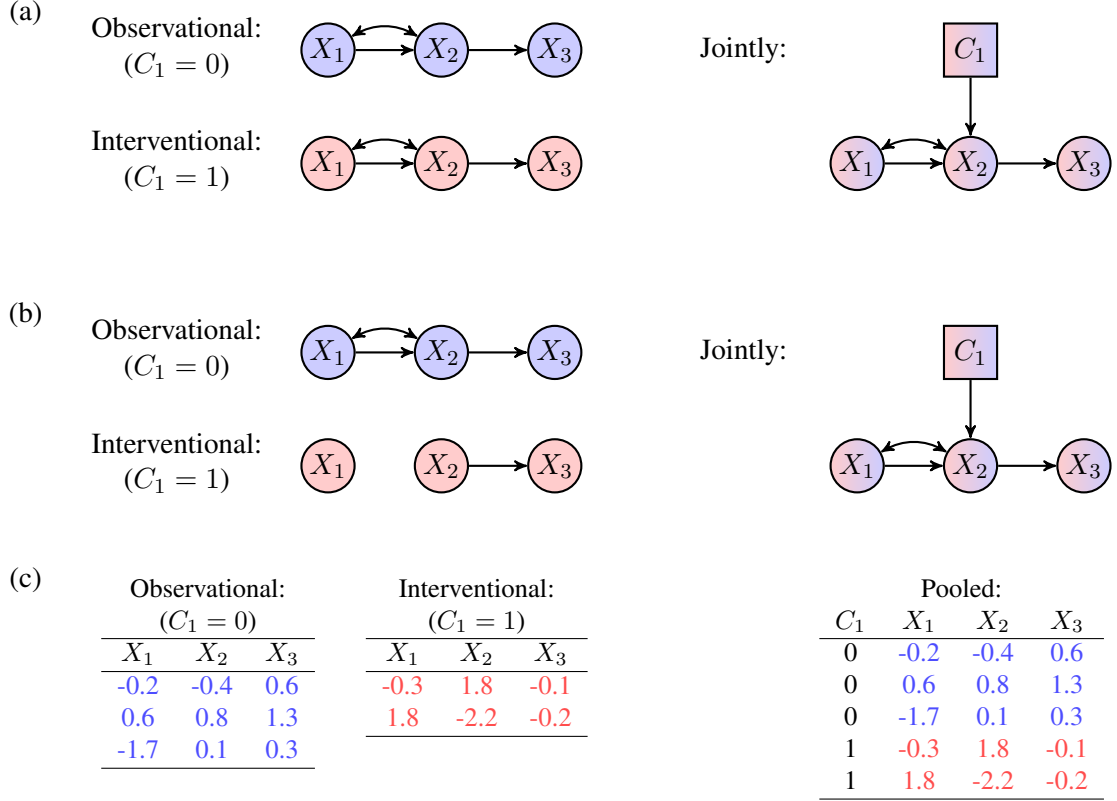 (a)
Observational:
(C₁ = 0)
X₁ X₂ X₃
Jointly:
C₁
Interventional:
(C₁ = 1)
X₁ X₂ X₃
X₁ X₂ X₃
(b)
Observational:
(C₁ = 0)
X₁ X₂ X₃
Jointly:
C₁
Interventional:
(C₁ = 1)
X₁ X₂ X₃
X₁ X₂ X₃
(c)
Observational:
(C₁ = 0)
X₁ X₂ X₃
-0.2 -0.4 0.6
0.6 0.8 1.3
-1.7 0.1 0.3
Interventional:
(C₁ = 1)
X₁ X₂ X₃
-0.3 1.8 -0.1
1.8 -2.2 -0.2
Pooled:
C₁ X₁ X₂ X₃
0 -0.2 -0.4 0.6
0 0.6 0.8 1.3
0 -1.7 0.1 0.3
1 -0.3 1.8 -0.1
1 1.8 -2.2 -0.2